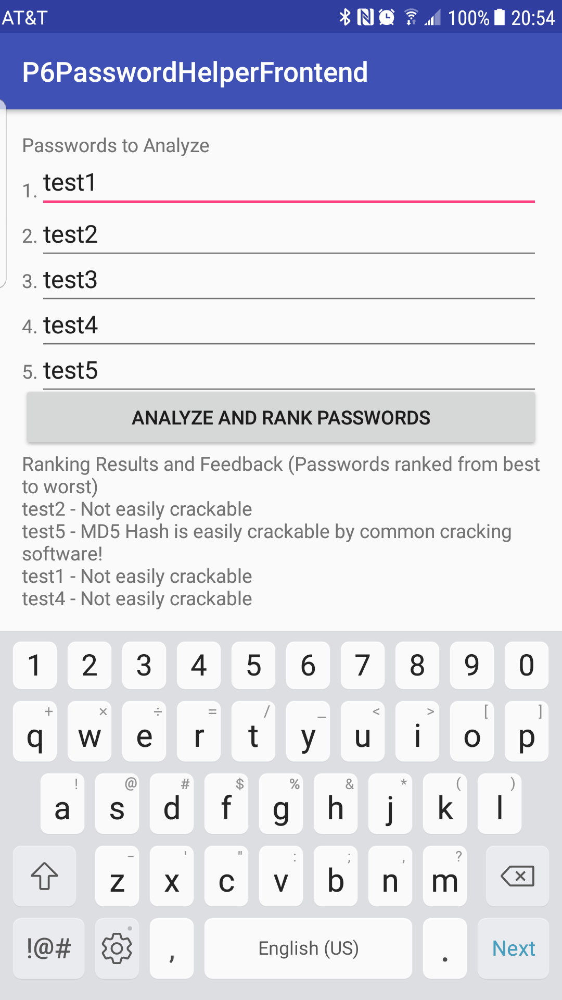 AT&T 100% 20:54
P6PasswordHelperFrontend
Passwords to Analyze
1. test1
2. test2
3. test3
4. test4
5. test5
ANALYZE AND RANK PASSWORDS
Ranking Results and Feedback (Passwords ranked from best
to worst)
test2 - Not easily crackable
test5 - MD5 Hash is easily crackable by common cracking
software!
test1 - Not easily crackable
test4 - Not easily crackable
1 2 3 4 5 6 7 8 9 0
+ × ÷ = / _ < > [ ]
q w e r t y u i o p
! @ # $ % & * ( )
a s d f g h j k l
- ' " : ; , ?
z x c v b n m
!@# , English (US) . Next